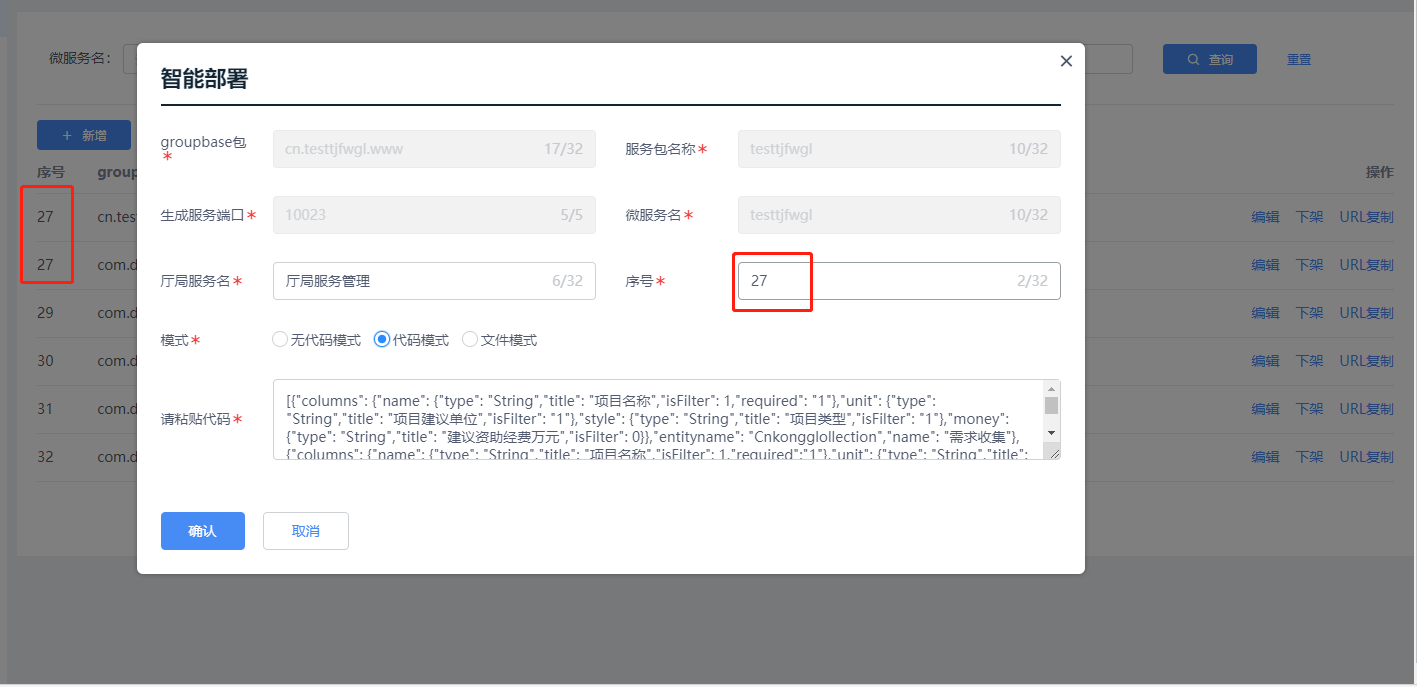 微服务名：
查询
重置
智能部署
+ 新增
groupbase包*
cn.testtjfwgl.www 17/32
服务包名称* testtjfwgl 10/32
序号 group 操作
生成服务端口* 10023 5/5
微服务名* testtjfwgl 10/32
27 cn.tes 编辑 下架 URL复制
27 com.d 编辑 下架 URL复制
厅局服务名* 厅局服务管理 6/32
序号* 27 2/32
29 com.d 编辑 下架 URL复制
模式* 无代码模式 代码模式 文件模式
30 com.d 编辑 下架 URL复制
31 com.d 编辑 下架 URL复制
请粘贴代码*
[{"columns": {"name": {"type": "String","title": "项目名称","isFilter": 1,"required": "1"},"unit": {"type":
"String","title": "项目建议单位","isFilter": "1"},"style": {"type": "String","title": "项目类型","isFilter": "1"},"money":
{"type": "String","title": "建议资助经费万元","isFilter": 0}},"entityname": "Cnkongglollection","name": "需求收集"},
{"columns": {"name": {"type": "String","title": "项目名称","isFilter": 1,"required":"1"},"unit": {"type": "String","title":
32 com.d 编辑 下架 URL复制
确认 取消